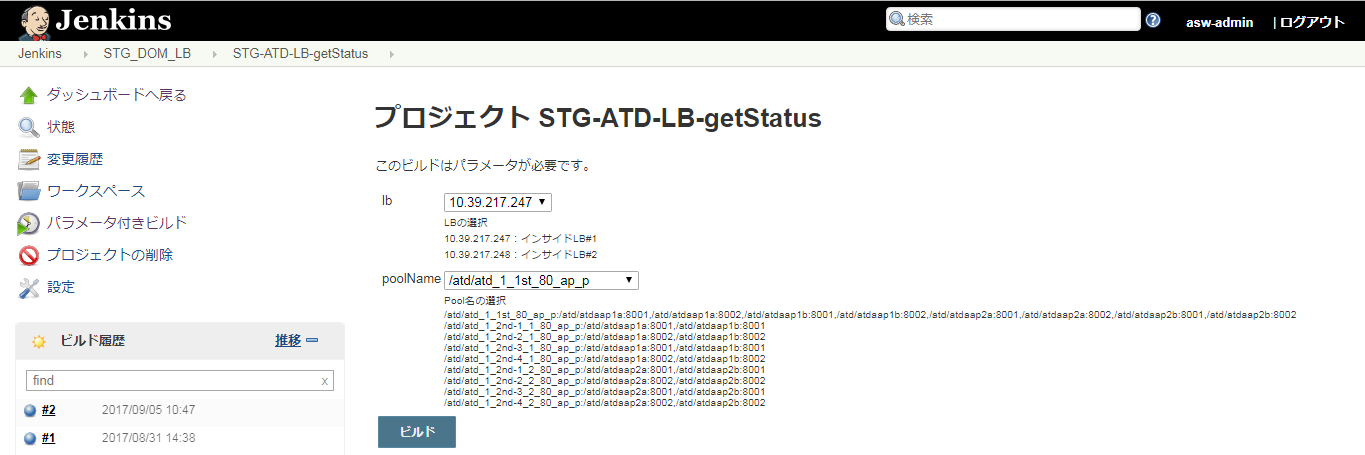 Jenkins
検索
asw-admin | ログアウト
Jenkins STG_DOM_LB STG-ATD-LB-getStatus
ダッシュボードへ戻る
状態
変更履歴
ワークスペース
パラメータ付きビルド
プロジェクトの削除
設定
ビルド履歴 推移
find x
#2 2017/09/05 10:47
#1 2017/08/31 14:38
プロジェクト STG-ATD-LB-getStatus
このビルドはパラメータが必要です。
lb 10.39.217.247
LBの選択
10.39.217.247：インサイドLB#1
10.39.217.248：インサイドLB#2
poolName /atd/atd_1_1st_80_ap_p
Pool名の選択
/atd/atd_1_1st_80_ap_p:/atd/atdaap1a:8001,/atd/atdaap1a:8002,/atd/atdaap1b:8001,/atd/atdaap1b:8002,/atd/atdaap2a:8001,/atd/atdaap2a:8002,/atd/atdaap2b:8001,/atd/atdaap2b:8002
/atd/atd_1_2nd-1_1_80_ap_p:/atd/atdaap1a:8001,/atd/atdaap1b:8001
/atd/atd_1_2nd-2_1_80_ap_p:/atd/atdaap1a:8002,/atd/atdaap1b:8002
/atd/atd_1_2nd-3_1_80_ap_p:/atd/atdaap1a:8001,/atd/atdaap1b:8001
/atd/atd_1_2nd-4_1_80_ap_p:/atd/atdaap1a:8002,/atd/atdaap1b:8002
/atd/atd_1_2nd-1_2_80_ap_p:/atd/atdaap2a:8001,/atd/atdaap2b:8001
/atd/atd_1_2nd-2_2_80_ap_p:/atd/atdaap2a:8002,/atd/atdaap2b:8002
/atd/atd_1_2nd-3_2_80_ap_p:/atd/atdaap2a:8001,/atd/atdaap2b:8001
/atd/atd_1_2nd-4_2_80_ap_p:/atd/atdaap2a:8002,/atd/atdaap2b:8002
ビルド